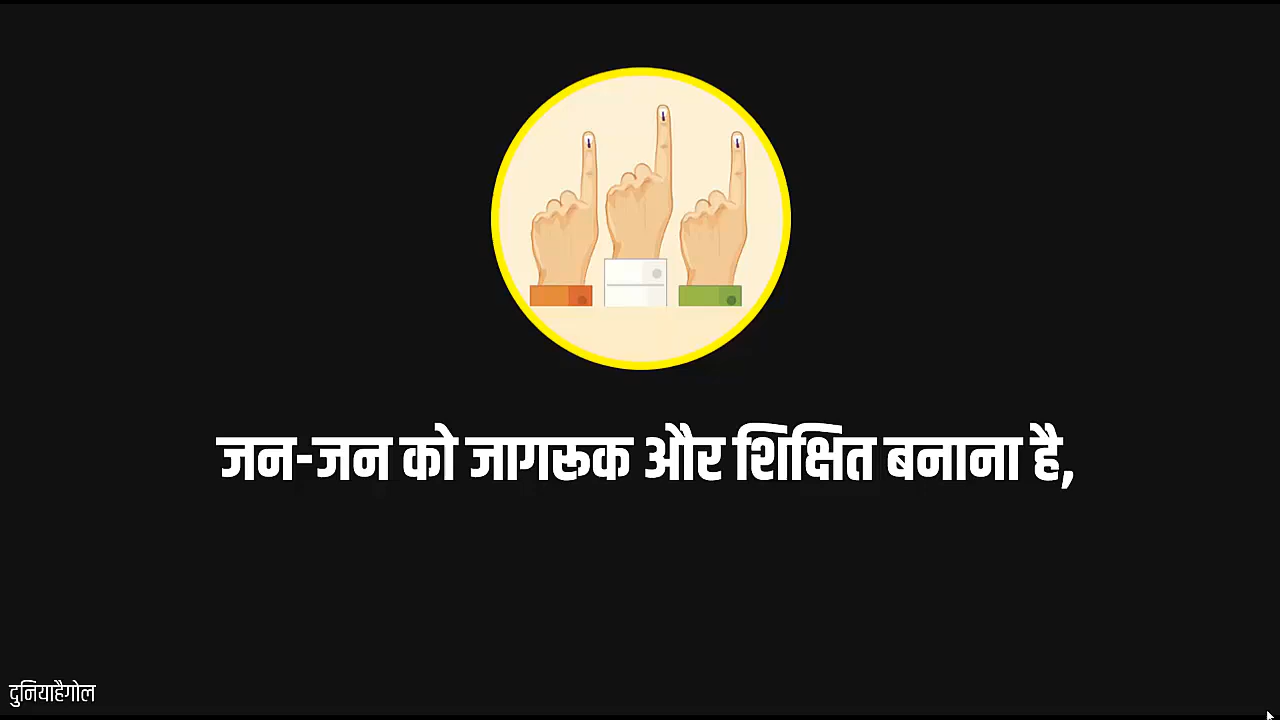 जन-जन को जागरूक और शिक्षित बनाना है,
दुनियाहैगोल